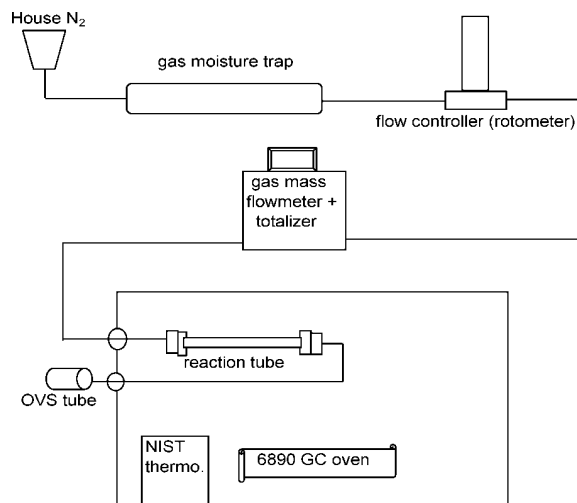 House N₂
gas moisture trap
flow controller (rotometer)
gas mass
flowmeter +
totalizer
reaction tube
OVS tube
NIST
thermo.
6890 GC oven